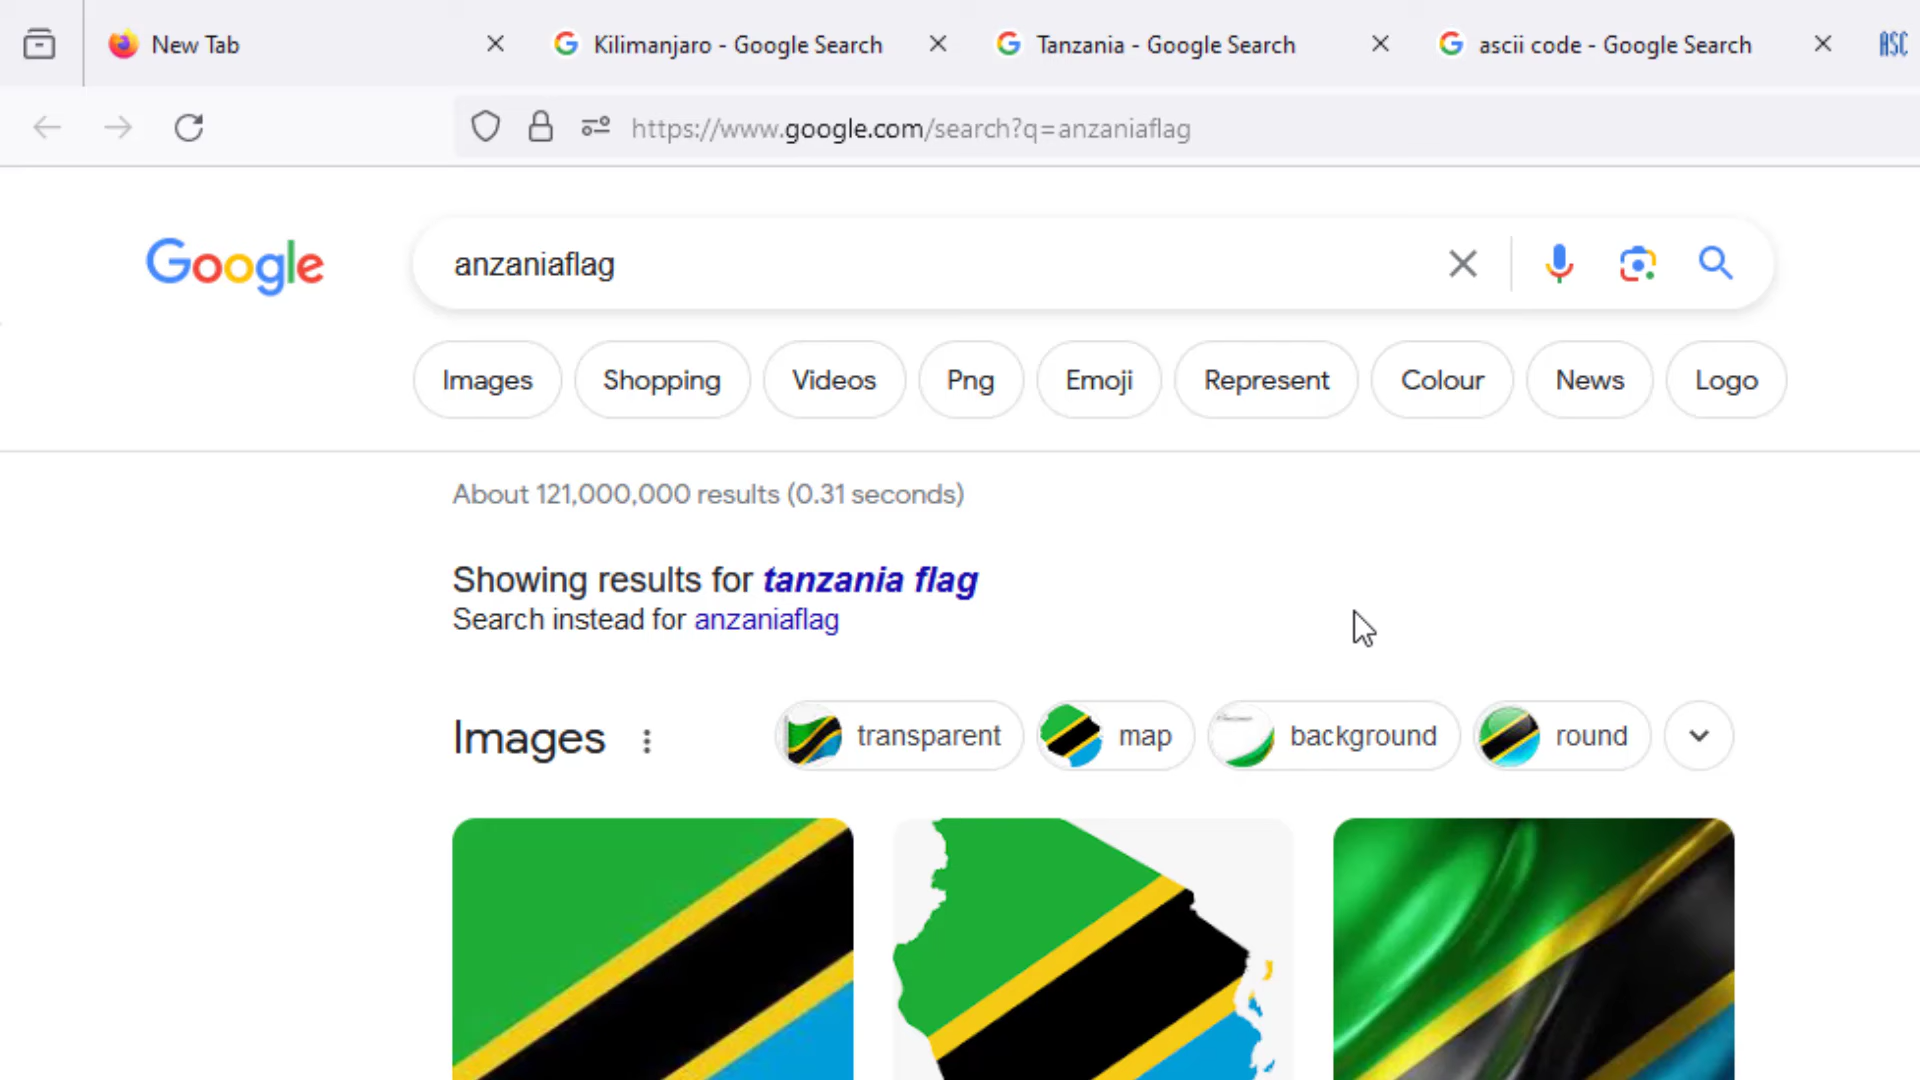 New Tab
Kilimanjaro - Google Search
Tanzania - Google Search
ascii code - Google Search
ASC
https://www.google.com/search?q=anzaniaflag
Google
anzaniaflag
Images
Shopping
Videos
Png
Emoji
Represent
Colour
News
Logo
About 121,000,000 results (0.31 seconds)
Showing results for tanzania flag
Search instead for anzaniaflag
Images
transparent
map
background
round